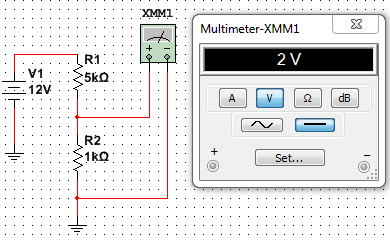 XMM1
V1
12V
R1
5kΩ
R2
1kΩ
+ -
Multimeter-XMM1
2 V
A V Ω dB
Set...
+ -